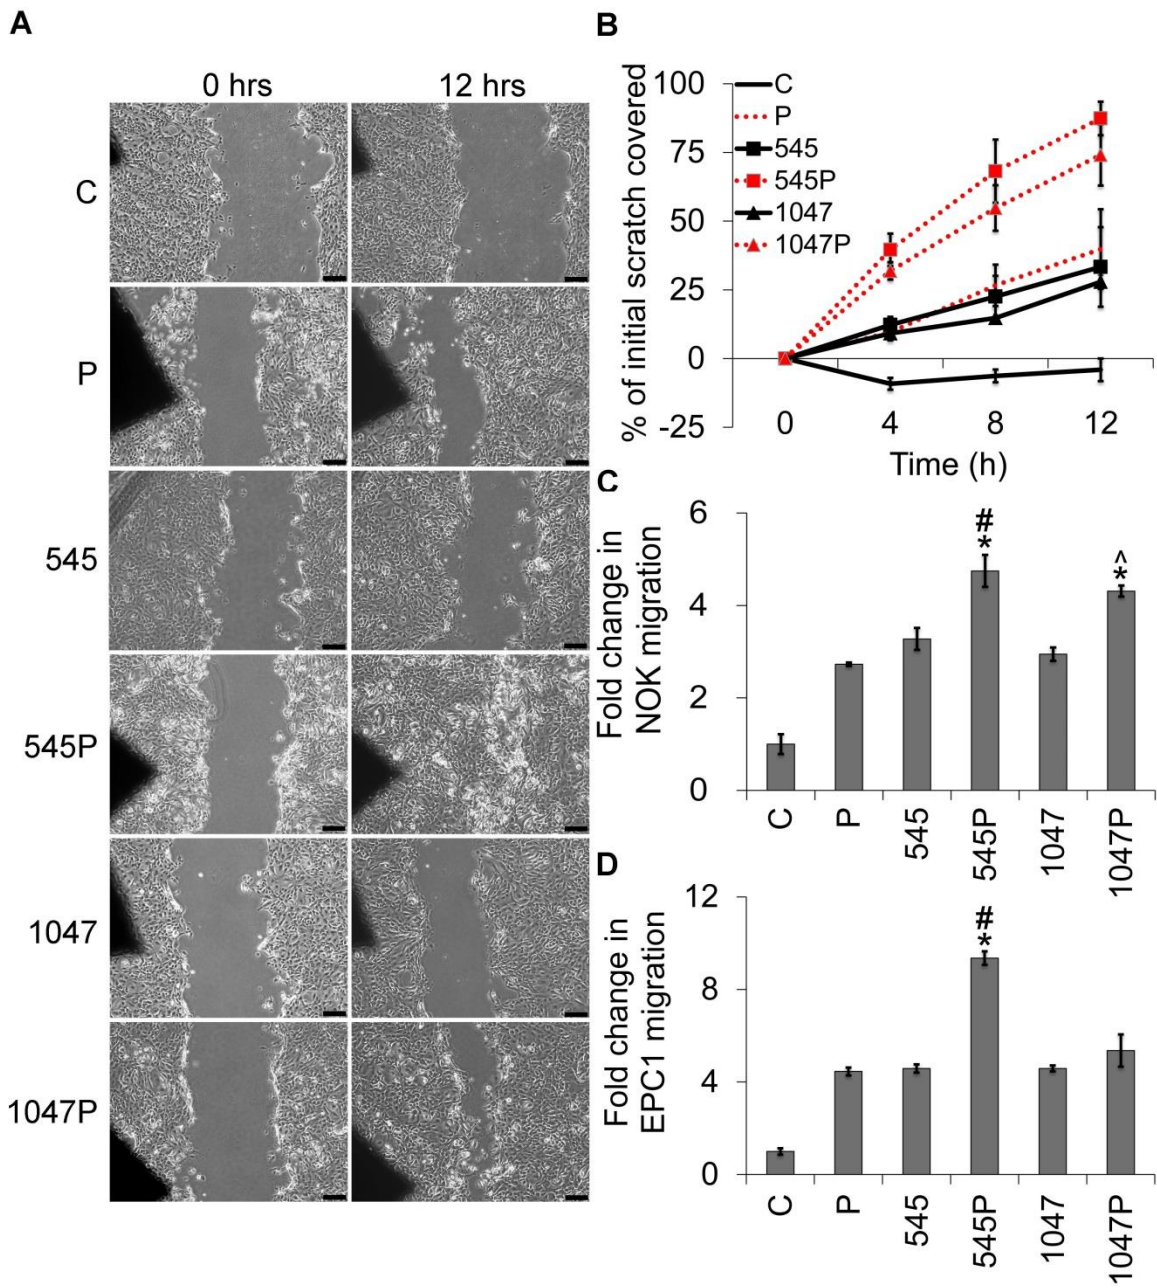 A
0 hrs 12 hrs
C
P
545
545P
1047
1047P
B
% of initial scratch covered
100
75
50
25
0
-25
C
P
545
545P
1047
1047P
0 4 8 12
Time (h)
C
Fold change in
NOK migration
6
4
2
0
#
*
^
*
C P 545 545P 1047 1047P
D
Fold change in
EPC1 migration
12
8
4
0
#
*
C P 545 545P 1047 1047P